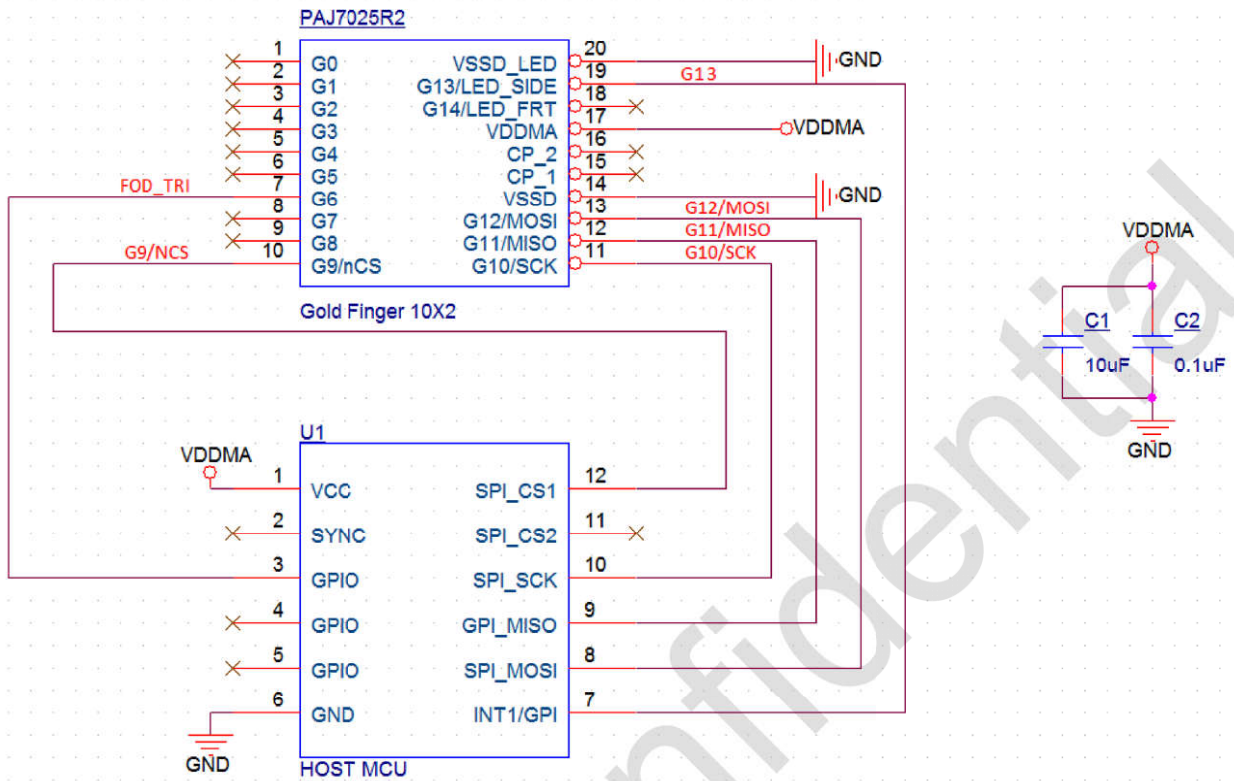 PAJ7025R2
1 G0 VSSD_LED 20 GND
2 G1 G13/LED_SIDE 19 G13
3 G2 G14/LED_FRT 18
4 G3 VDDMA 17 VDDMA
5 G4 CP_2 16
6 G5 CP_1 15
FOD_TRI 7 G6 VSSD 14 GND
8 G7 G12/MOSI 13 G12/MOSI
9 G8 G11/MISO 12 G11/MISO
G9/NCS 10 G9/nCS G10/SCK 11 G10/SCK
Gold Finger 10X2
VDDMA
C1 C2
10uF 0.1uF
GND
U1
VDDMA
1 VCC SPI_CS1 12
2 SYNC SPI_CS2 11
3 GPIO SPI_SCK 10
4 GPIO GPI_MISO 9
5 GPIO SPI_MOSI 8
6 GND INT1/GPI 7
GND
HOST MCU
nfidential